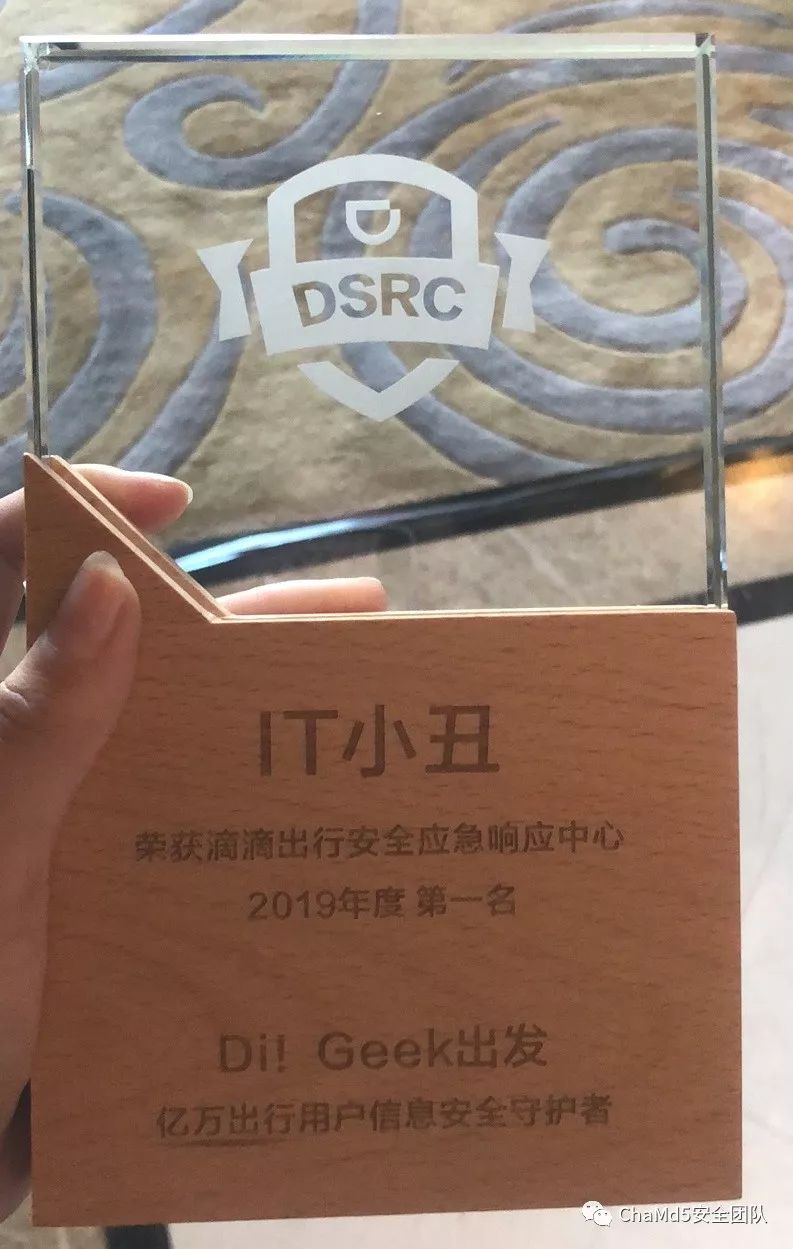 DSRC
IT小丑
荣获滴滴出行安全应急响应中心
2019年度 第一名
Di! Geek出发
亿万出行用户信息安全守护者
ChaMd5安全团队